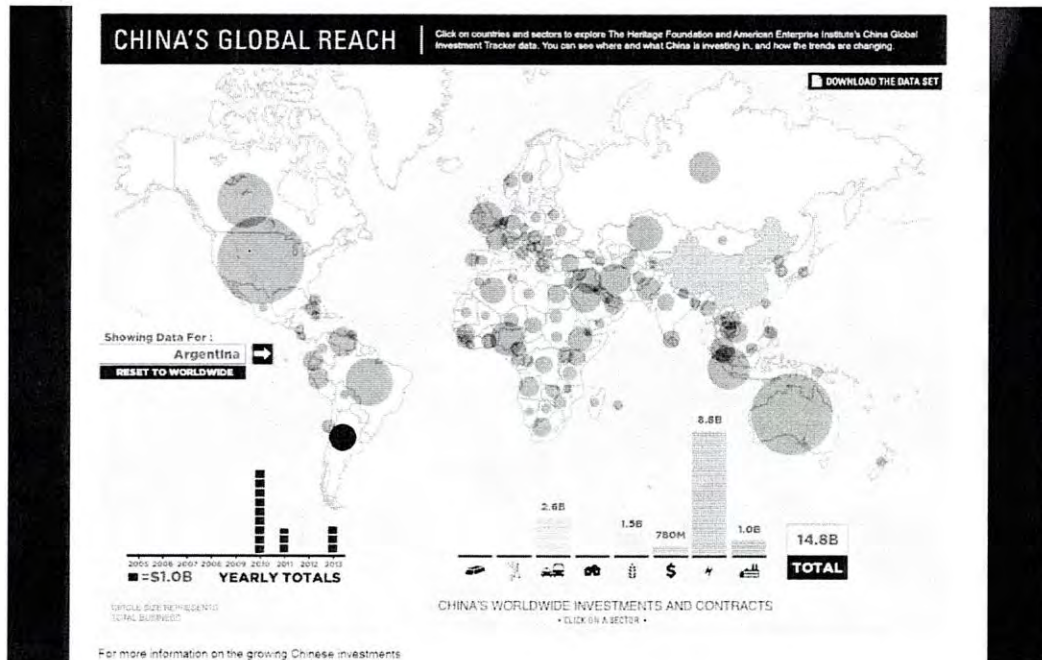 CHINA'S GLOBAL REACH
Click on countries and sectors to explore The Heritage Foundation and American Enterprise Institute's China Global
Investment Tracker data. You can see where and what China is investing in, and how the trends are changing.
DOWNLOAD THE DATA SET
Showing Data For :
Argentina
RESET TO WORLDWIDE
8.8B
2.6B
1.5B
780M
1.0B
14.8B
$
TOTAL
2005 2006 2007 2008 2009 2010 2011 2012 2013
=$1.0B YEARLY TOTALS
CIRCLE SIZE REPRESENTS
TOTAL BUSINESS
CHINA'S WORLDWIDE INVESTMENTS AND CONTRACTS
• CLICK ON A SECTOR •
For more information on the growing Chinese investments